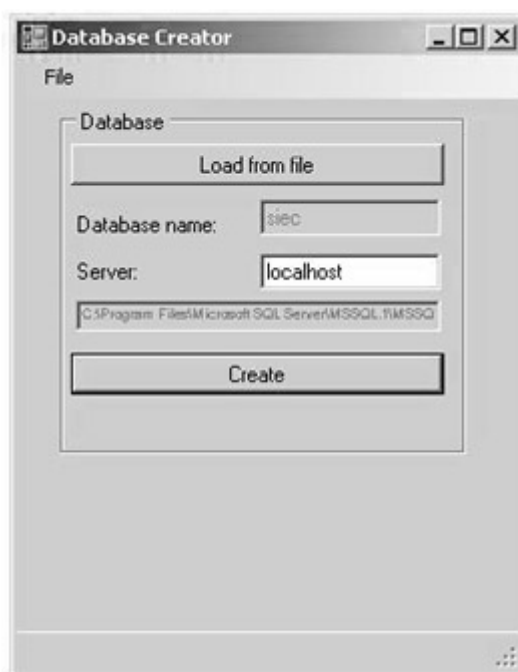 Database Creator
File
Database
Load from file
Database name: siec
Server: localhost
C:\Program Files\Microsoft SQL Server\MSSQL.1\MSSQ
Create